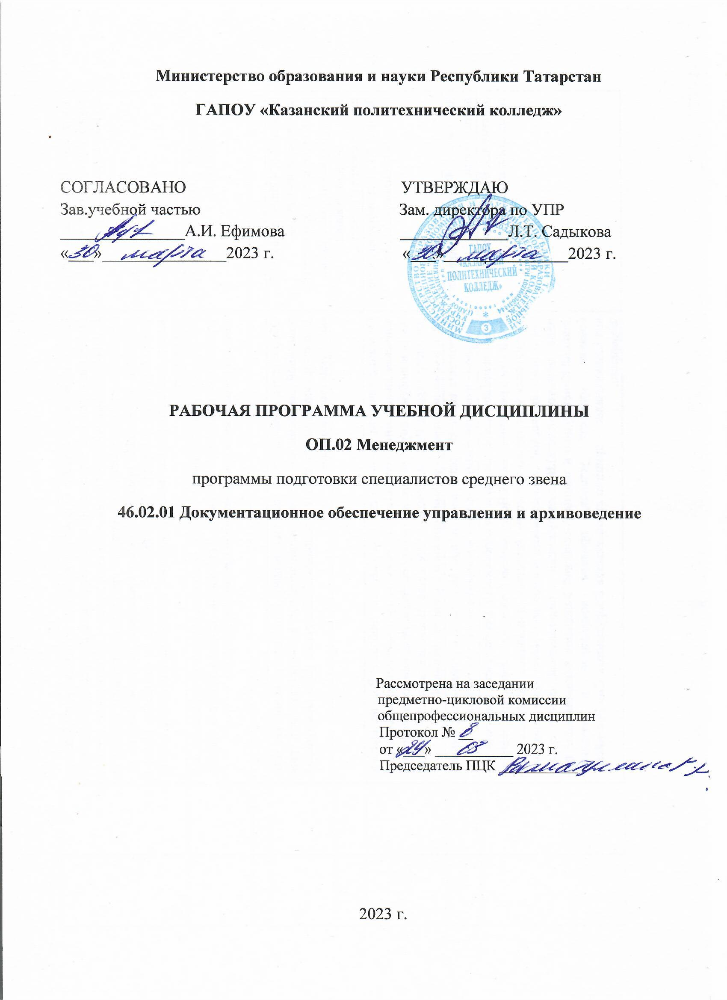 Министерство образования и науки Республики Татарстан
ГАПОУ «Казанский политехнический колледж»
СОГЛАСОВАНО
Зав.учебной частью
А.И. Ефимова
«30» марта 2023 г.
УТВЕРЖДАЮ
Зам. директора по УПР
Л.Т. Садыкова
«30» марта 2023 г.
ГАПОУ
«КАЗАНСКИЙ
ПОЛИТЕХНИЧЕСКИЙ
КОЛЛЕДЖ»
3
РАБОЧАЯ ПРОГРАММА УЧЕБНОЙ ДИСЦИПЛИНЫ
ОП.02 Менеджмент
программы подготовки специалистов среднего звена
46.02.01 Документационное обеспечение управления и архивоведение
Рассмотрена на заседании
предметно-цикловой комиссии
общепрофессиональных дисциплин
Протокол № 8
от «24» 03 2023 г.
Председатель ПЦК
2023 г.